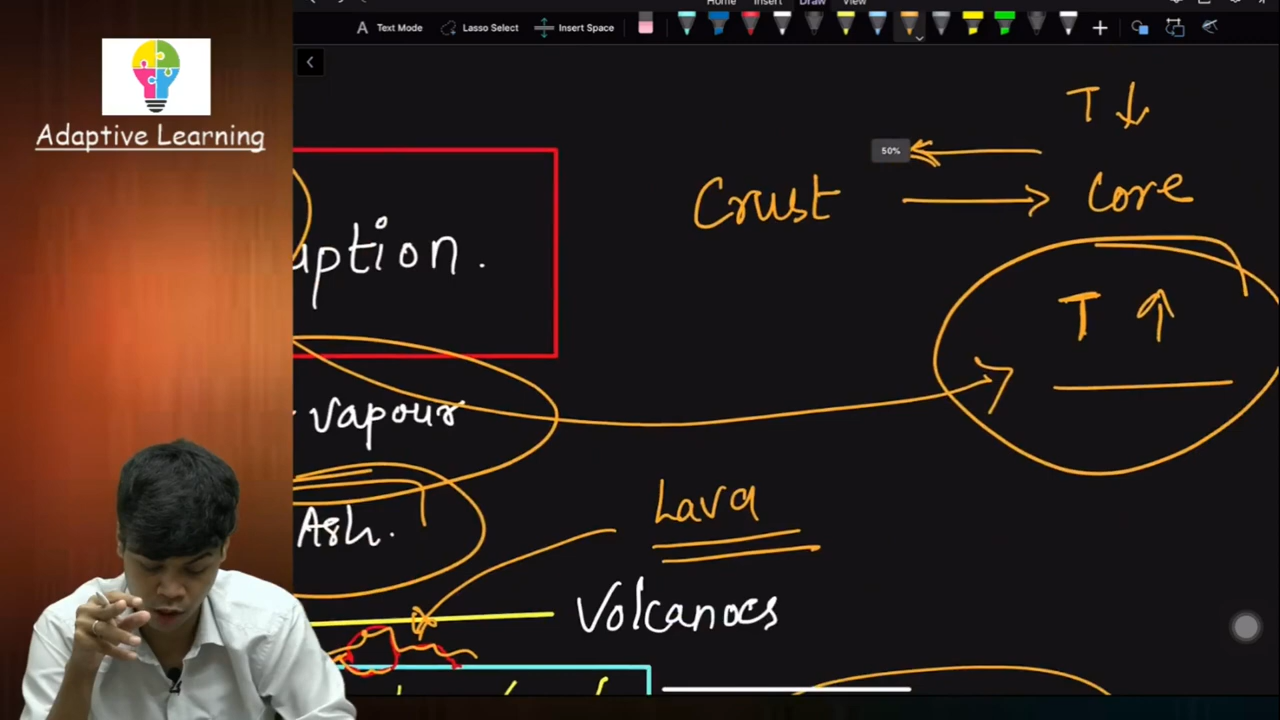 Home Insert Draw View
Text Mode Lasso Select Insert Space
Adaptive Learning
T ↓
50%
Crust → Core
T ↑
uption.
vapour
Lava
Ash.
Volcanoes